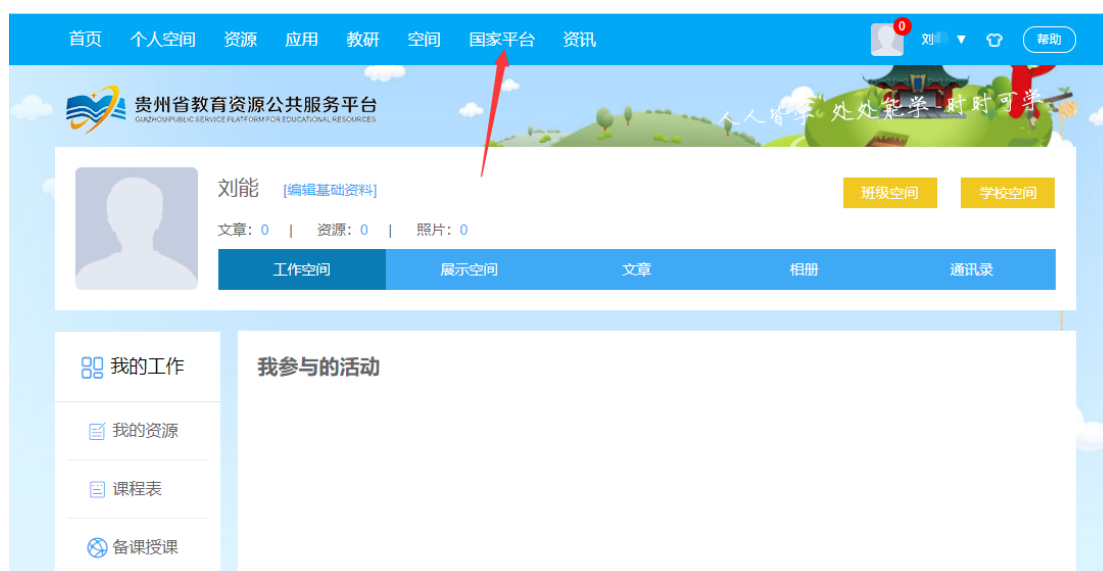 首页 个人空间 资源 应用 教研 空间 国家平台 资讯 0 刘 ▼ 帮助
贵州省教育资源公共服务平台
GUIZHOU PUBLIC SERVICE PLATFORM FOR EDUCATIONAL RESOURCES
人人皆学 处处能学 时时可学
刘能 [编辑基础资料] 班级空间 学校空间
文章: 0 | 资源: 0 | 照片: 0
工作空间 展示空间 文章 相册 通讯录
我的工作 我参与的活动
我的资源
课程表
备课授课